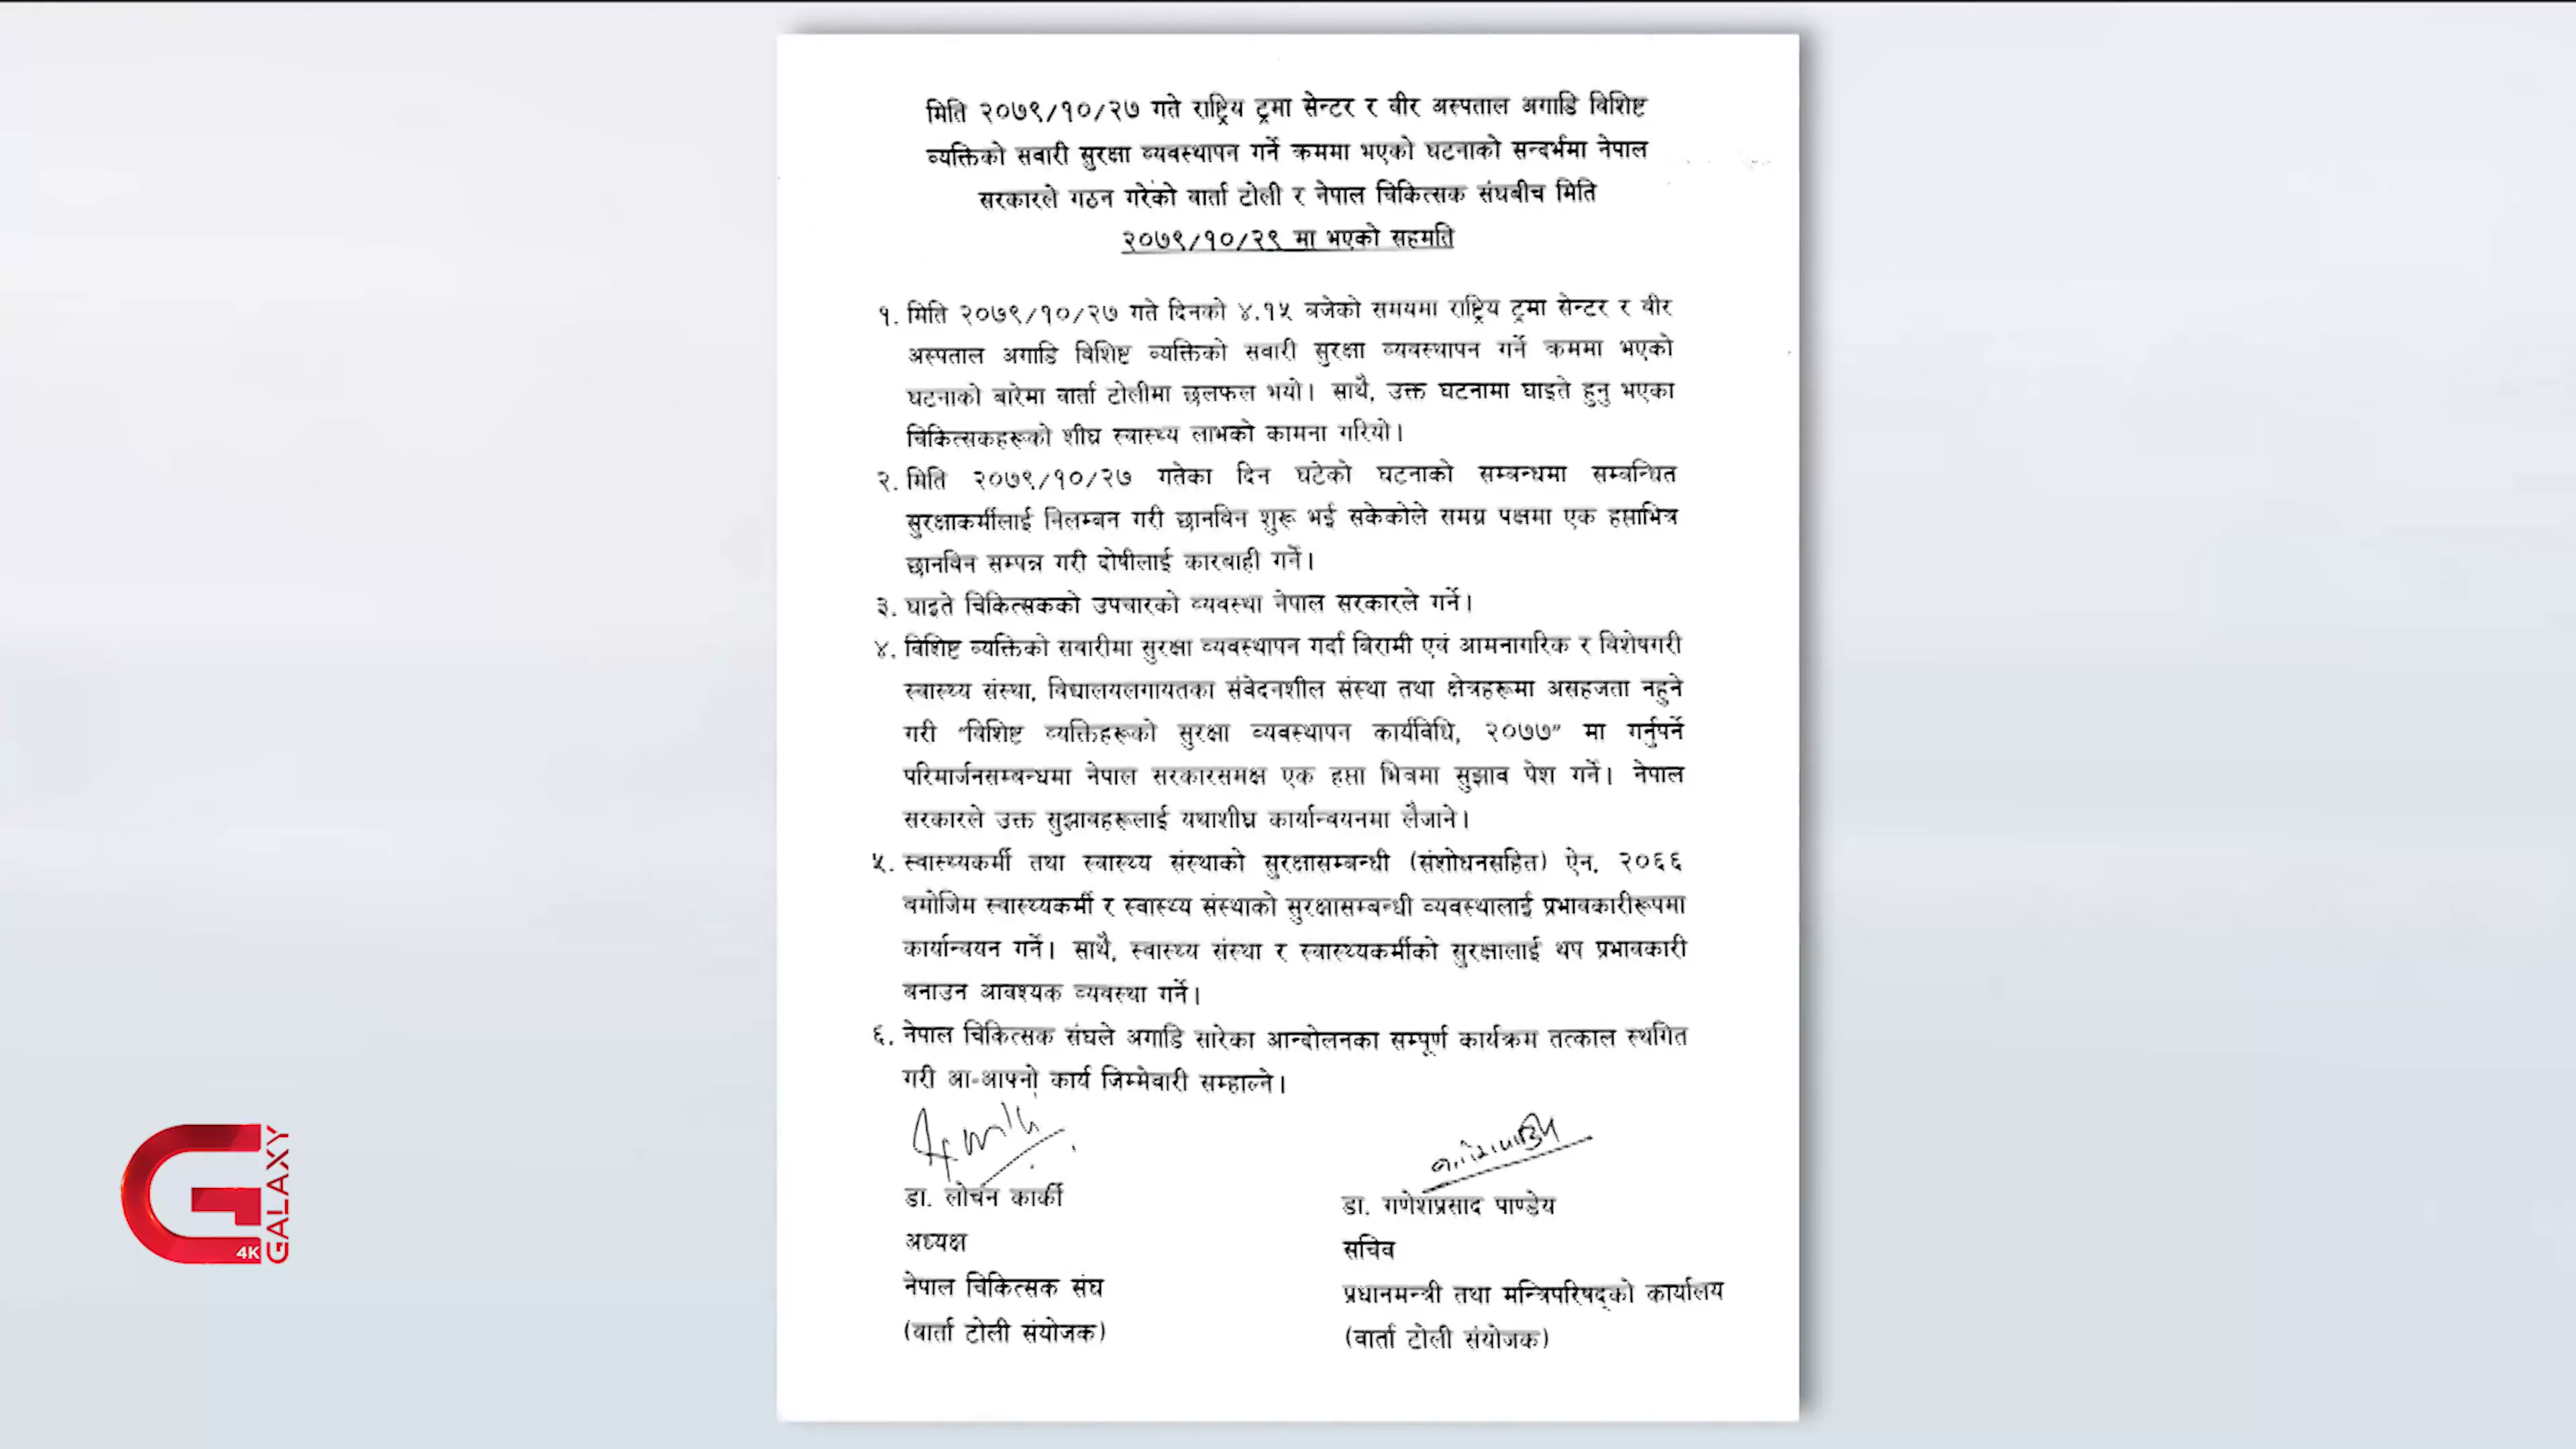 मिति २०७९/१०/२७ गते राष्ट्रिय ट्रमा सेन्टर र वीर अस्पताल अगाडि विशिष्ट
व्यक्तिको सवारी सुरक्षा व्यवस्थापन गर्ने क्रममा भएको घटनाको सन्दर्भमा नेपाल
सरकारले गठन गरेको वार्ता टोली र नेपाल चिकित्सक संघबीच मिति
२०७९/१०/२९ मा भएको सहमति
१. मिति २०७९/१०/२७ गते दिनको ४.१५ बजेको समयमा राष्ट्रिय ट्रमा सेन्टर र वीर
अस्पताल अगाडि विशिष्ट व्यक्तिको सवारी सुरक्षा व्यवस्थापन गर्ने क्रममा भएको
घटनाको बारेमा वार्ता टोलीमा छलफल भयो। साथै, उक्त घटनामा घाइते हुनु भएका
चिकित्सकहरूको शीघ्र स्वास्थ्य लाभको कामना गरियो।
२. मिति २०७९/१०/२७ गतेका दिन घटेको घटनाको सम्बन्धमा सम्बन्धित
सुरक्षाकर्मीलाई निलम्बन गरी छानविन शुरू भई सकेकोले समग्र पक्षमा एक हप्ताभित्र
छानविन सम्पन्न गरी दोषीलाई कारबाही गर्ने।
३. घाइते चिकित्सकको उपचारको व्यवस्था नेपाल सरकारले गर्ने।
४. विशिष्ट व्यक्तिको सवारीमा सुरक्षा व्यवस्थापन गर्दा बिरामी एवं आमनागरिक र विशेषगरी
स्वास्थ्य संस्था, विद्यालयलगायतका संवेदनशील संस्था तथा क्षेत्रहरूमा असहजता नहुने
गरी "विशिष्ट व्यक्तिहरूको सुरक्षा व्यवस्थापन कार्यविधि, २०७७" मा गर्नुपर्ने
परिमार्जनसम्बन्धमा नेपाल सरकारसमक्ष एक हप्ता भित्रमा सुझाव पेश गर्ने। नेपाल
सरकारले उक्त सुझावहरूलाई यथाशीघ्र कार्यान्वयनमा लैजाने।
५. स्वास्थ्यकर्मी तथा स्वास्थ्य संस्थाको सुरक्षासम्बन्धी (संशोधनसहित) ऐन, २०६६
बमोजिम स्वास्थ्यकर्मी र स्वास्थ्य संस्थाको सुरक्षासम्बन्धी व्यवस्थालाई प्रभावकारीरूपमा
कार्यान्वयन गर्ने। साथै, स्वास्थ्य संस्था र स्वास्थ्यकर्मीको सुरक्षालाई थप प्रभावकारी
बनाउन आवश्यक व्यवस्था गर्ने।
६. नेपाल चिकित्सक संघले अगाडि सारेका आन्दोलनका सम्पूर्ण कार्यक्रम तत्काल स्थगित
गरी आ-आफ्नो कार्य जिम्मेवारी सम्हाल्ने।
डा. लोचन कार्की
अध्यक्ष
नेपाल चिकित्सक संघ
(वार्ता टोली संयोजक)
डा. गणेशप्रसाद पाण्डेय
सचिव
प्रधानमन्त्री तथा मन्त्रिपरिषद्को कार्यालय
(वार्ता टोली संयोजक)
4K GALAXY